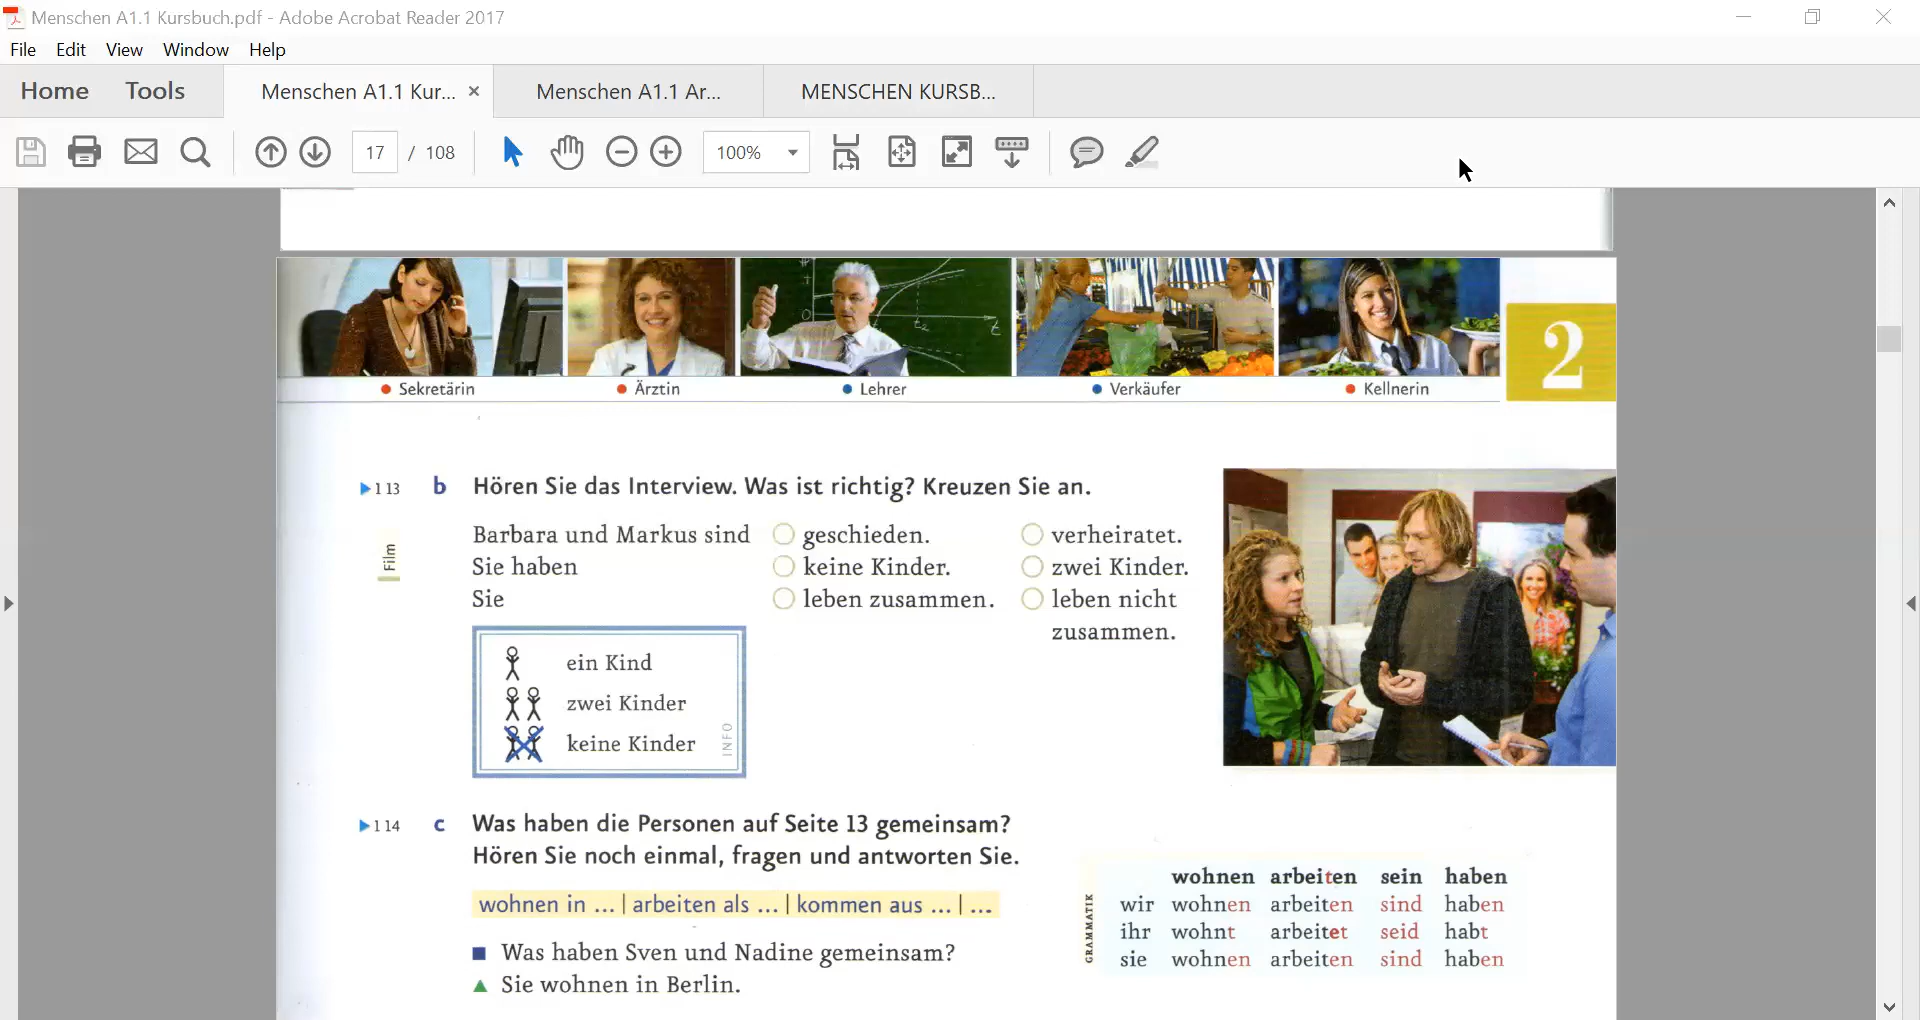 Menschen A1.1 Kursbuch.pdf - Adobe Acrobat Reader 2017
File Edit View Window Help
Home Tools Menschen A1.1 Kur... × Menschen A1.1 Ar... MENSCHEN KURSB...
17 / 108 100%
Sekretärin Ärztin Lehrer Verkäufer Kellnerin
2
▶1 13 b Hören Sie das Interview. Was ist richtig? Kreuzen Sie an.
Film
Barbara und Markus sind geschieden. verheiratet.
Sie haben keine Kinder. zwei Kinder.
Sie leben zusammen. leben nicht
zusammen.
ein Kind
zwei Kinder
keine Kinder
INFO
▶1 14 c Was haben die Personen auf Seite 13 gemeinsam?
Hören Sie noch einmal, fragen und antworten Sie.
wohnen in ... | arbeiten als ... | kommen aus ... | ...
■ Was haben Sven und Nadine gemeinsam?
▲ Sie wohnen in Berlin.
GRAMMATIK
wohnen arbeiten sein haben
wir wohnen arbeiten sind haben
ihr wohnt arbeitet seid habt
sie wohnen arbeiten sind haben